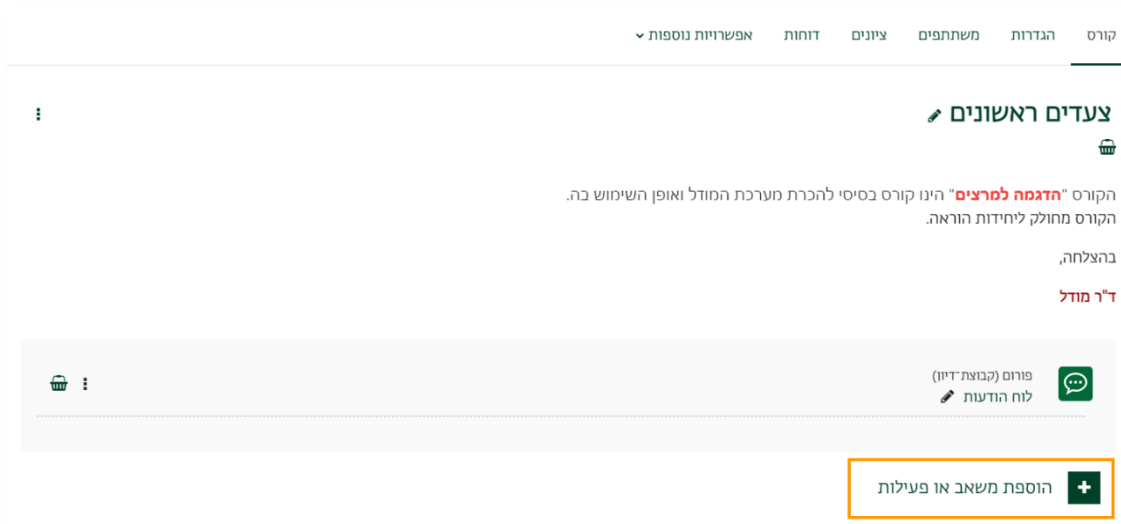 קורס הגדרות משתתפים ציונים דוחות אפשרויות נוספות
צעדים ראשונים
הקורס "הדגמה למרצים" הינו קורס בסיסי להכרת מערכת המודל ואופן השימוש בה.
הקורס מחולק ליחידות הוראה.
בהצלחה,
ד"ר מודל
פורום (קבוצת־דיון)
לוח הודעות
הוספת משאב או פעילות